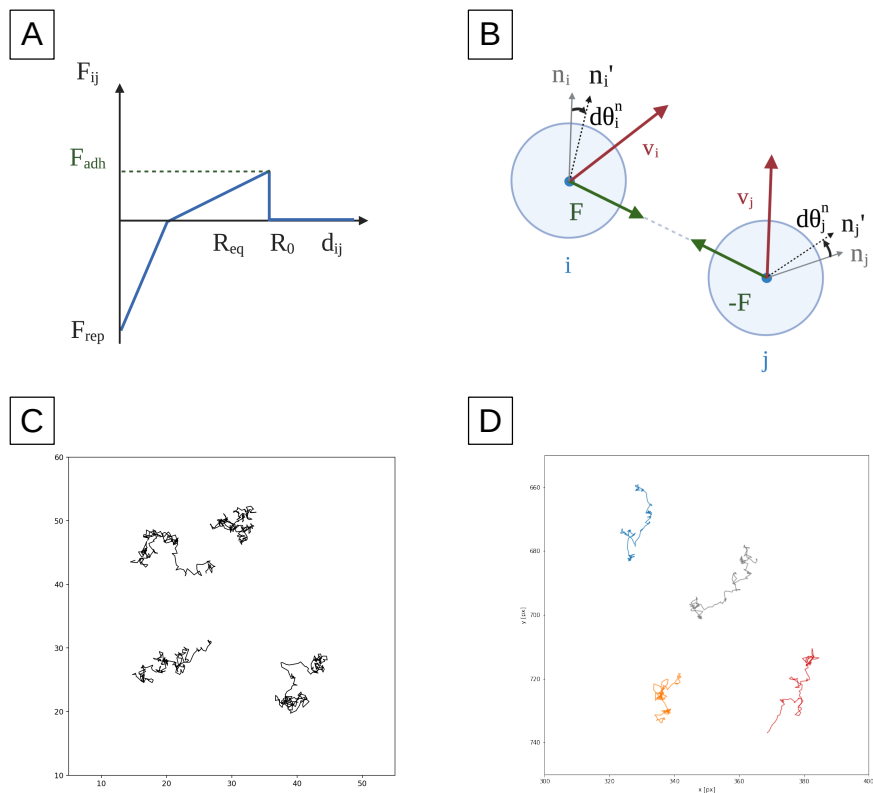 A
F_ij
F_adh
R_eq R_0 d_ij
F_rep
B
n_i n_i'
dθ_i^n
v_i
F
i
v_j
dθ_j^n n_j'
n_j
-F
j
C
60
50
40
30
20
10
10 20 30 40 50
D
660
680
700
720
740
y [px]
300 320 340 360 380 400
x [px]